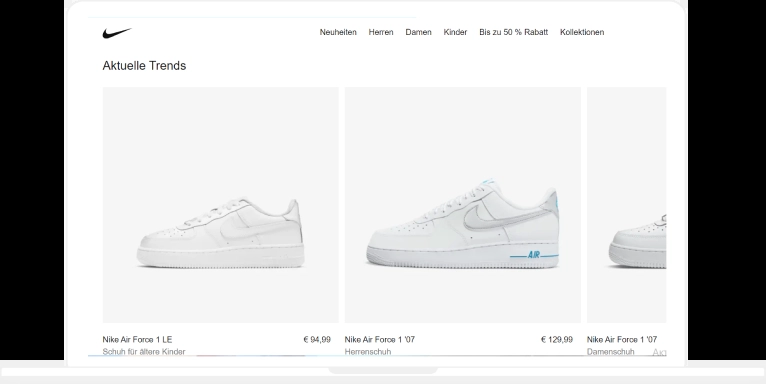 Neuheiten Herren Damen Kinder Bis zu 50 % Rabatt Kollektionen
Aktuelle Trends
AIR
Nike Air Force 1 LE € 94,99 Nike Air Force 1 '07 € 129,99 Nike Air Force 1 '07
Schuh für ältere Kinder Herrenschuh Damenschuh